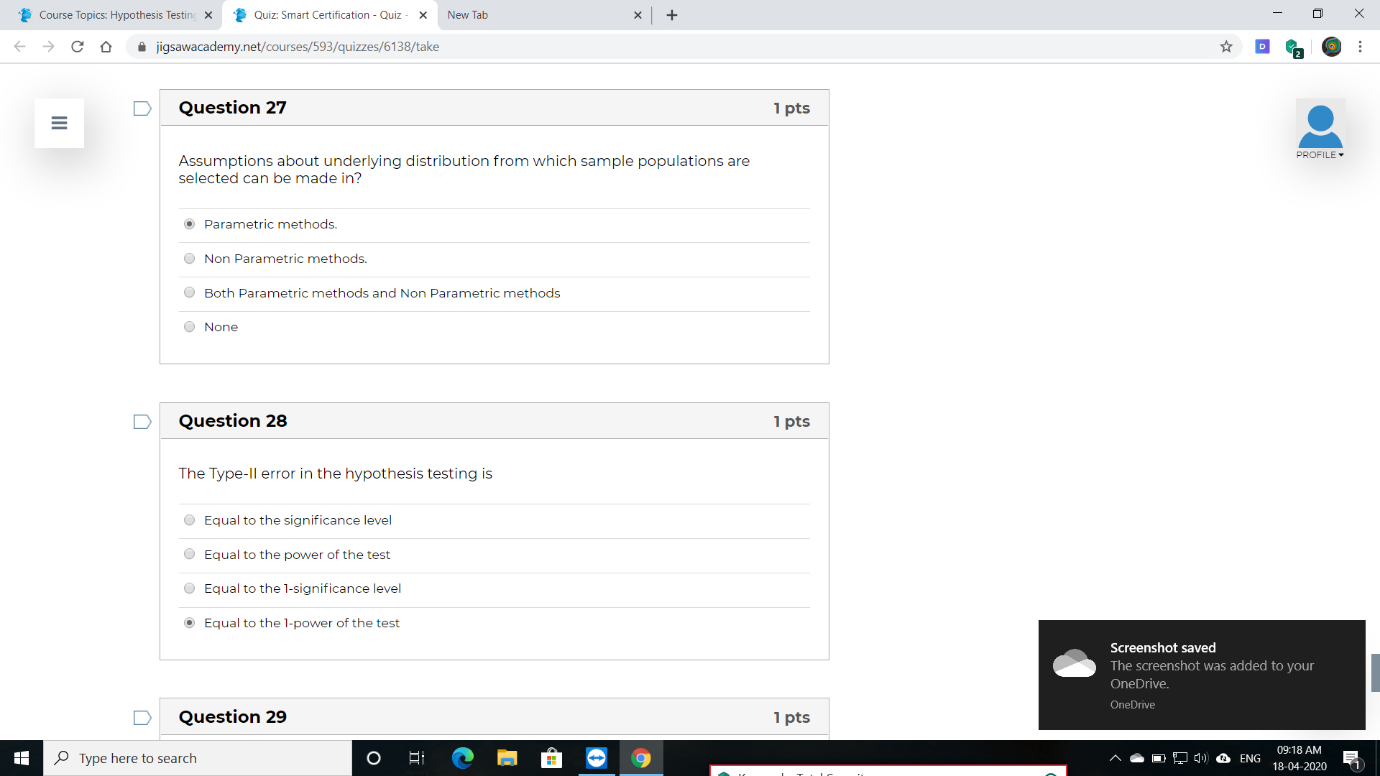 Course Topics: Hypothesis Testing
Quiz: Smart Certification - Quiz -
New Tab
jigsawacademy.net/courses/593/quizzes/6138/take
D
2
Question 27
1 pts
PROFILE
Assumptions about underlying distribution from which sample populations are
selected can be made in?
Parametric methods.
Non Parametric methods.
Both Parametric methods and Non Parametric methods
None
Question 28
1 pts
The Type-II error in the hypothesis testing is
Equal to the significance level
Equal to the power of the test
Equal to the 1-significance level
Equal to the 1-power of the test
Screenshot saved
The screenshot was added to your
OneDrive.
OneDrive
Question 29
1 pts
Type here to search
ENG
09:18 AM
18-04-2020
1